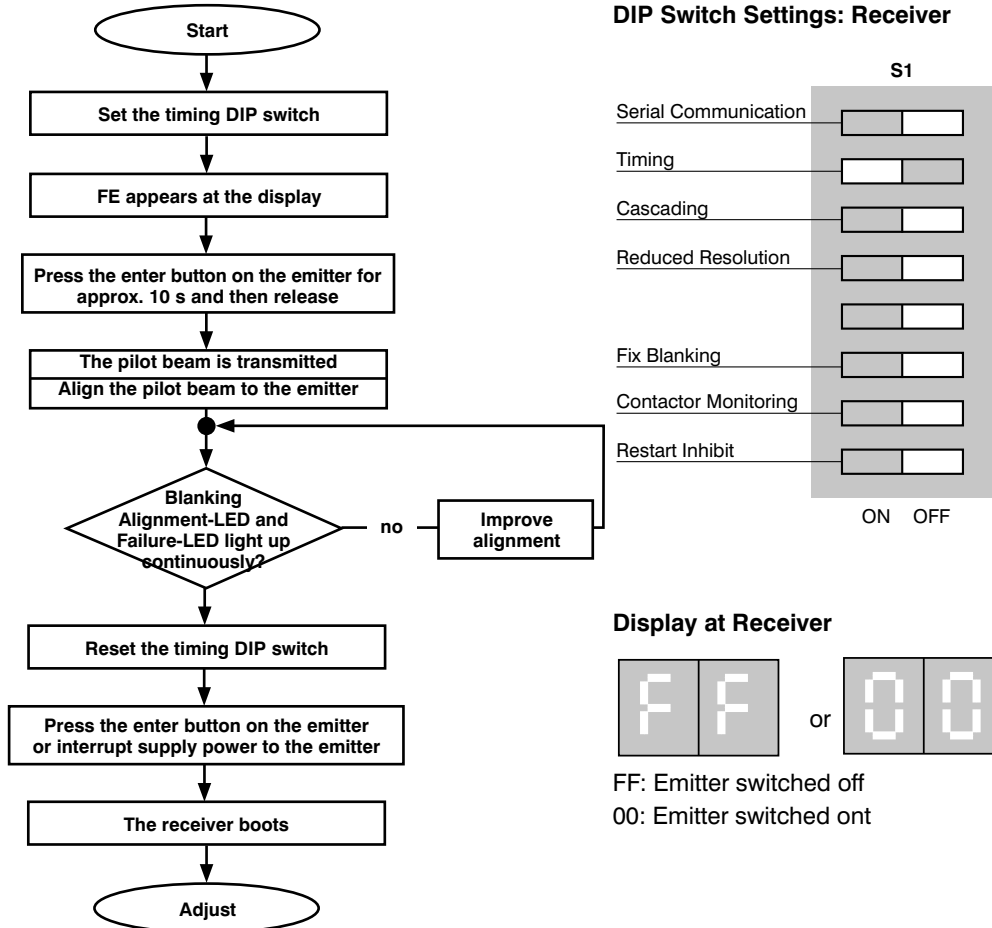 Start
Set the timing DIP switch
FE appears at the display
Press the enter button on the emitter for
approx. 10 s and then release
The pilot beam is transmitted
Align the pilot beam to the emitter
Blanking
Alignment-LED and
Failure-LED light up
continuously?
no
Improve
alignment
Reset the timing DIP switch
Press the enter button on the emitter
or interrupt supply power to the emitter
The receiver boots
Adjust
DIP Switch Settings: Receiver
S1
Serial Communication
Timing
Cascading
Reduced Resolution
Fix Blanking
Contactor Monitoring
Restart Inhibit
ON OFF
Display at Receiver
FF or 00
FF: Emitter switched off
00: Emitter switched ont